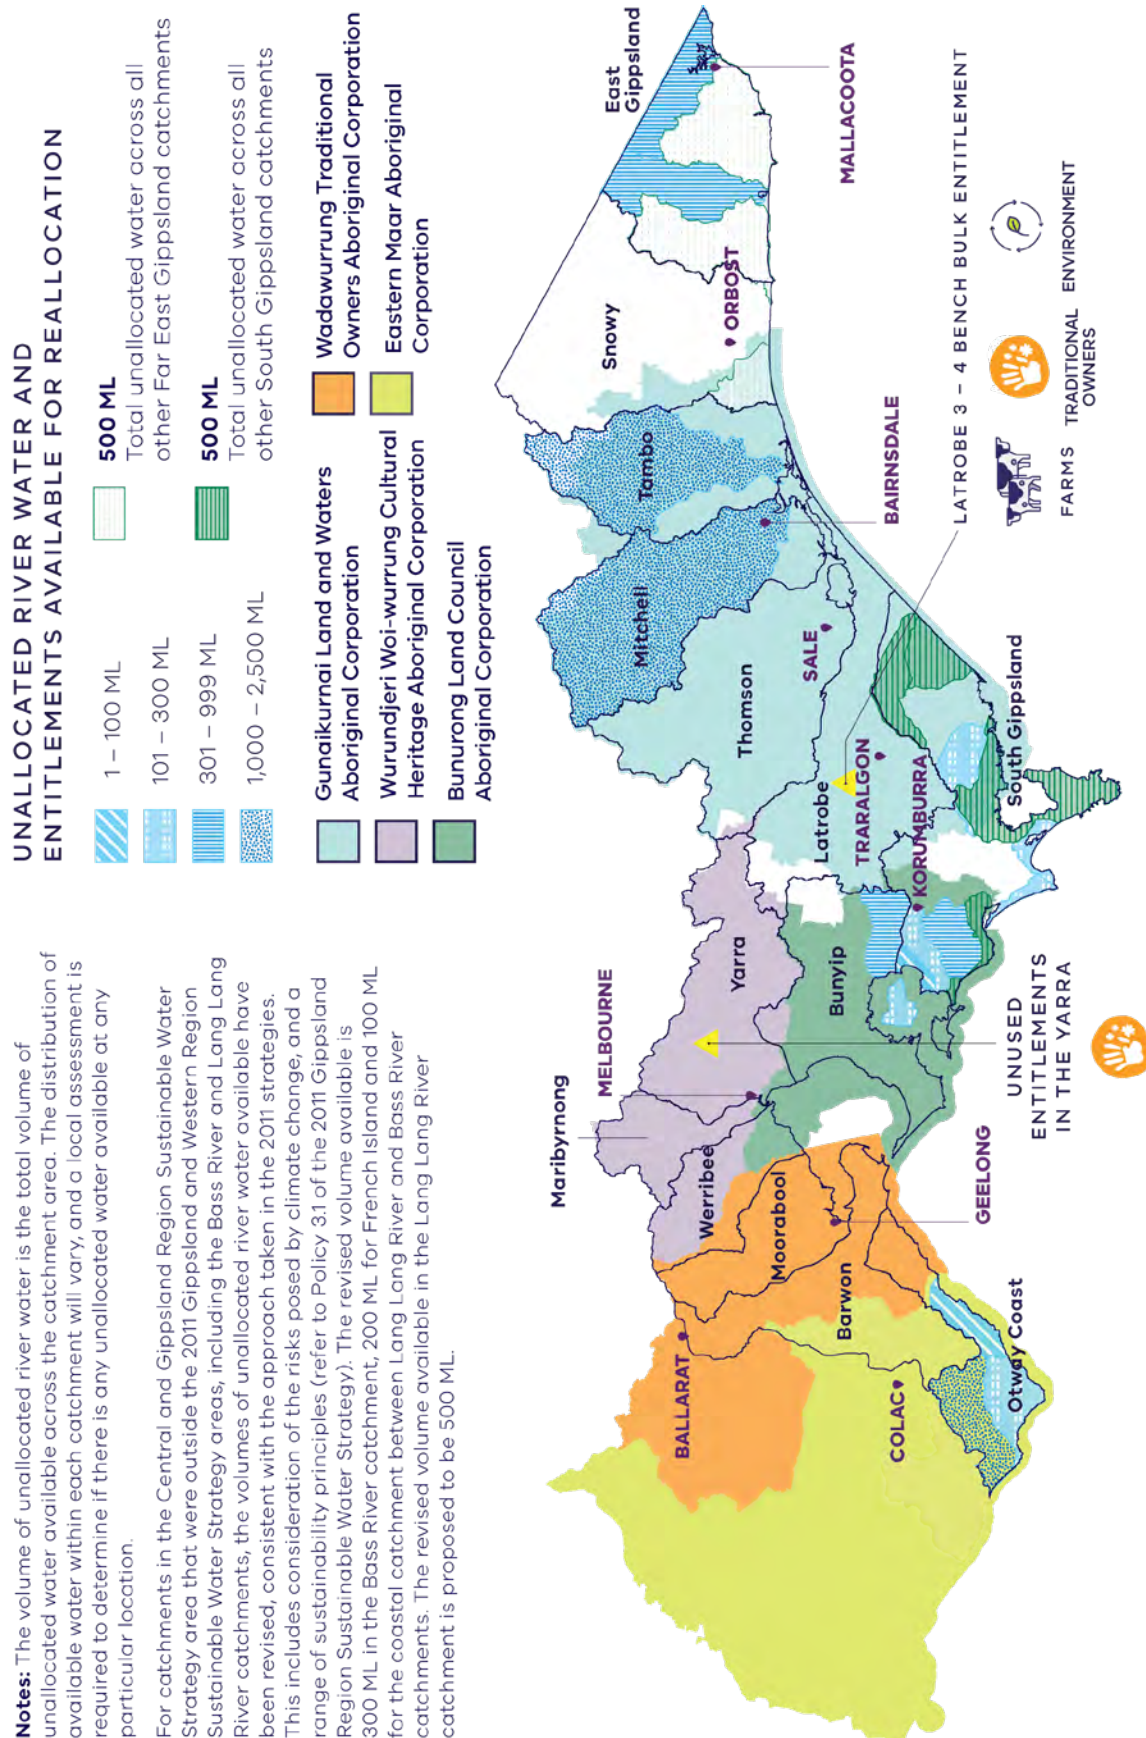 UNALLOCATED RIVER WATER AND
ENTITLEMENTS AVAILABLE FOR REALLOCATION
1 – 100 ML
101 – 300 ML
301 – 999 ML
1,000 – 2,500 ML
500 ML
Total unallocated water across all
other Far East Gippsland catchments
500 ML
Total unallocated water across all
other South Gippsland catchments
Gunaikurnai Land and Waters
Aboriginal Corporation
Wurundjeri Woi-wurrung Cultural
Heritage Aboriginal Corporation
Bunurong Land Council
Aboriginal Corporation
Wadawurrung Traditional
Owners Aboriginal Corporation
Eastern Maar Aboriginal
Corporation
Notes: The volume of unallocated river water is the total volume of
unallocated water available across the catchment area. The distribution of
available water within each catchment will vary, and a local assessment is
required to determine if there is any unallocated water available at any
particular location.
For catchments in the Central and Gippsland Region Sustainable Water
Strategy area that were outside the 2011 Gippsland and Western Region
Sustainable Water Strategy areas, including the Bass River and Lang Lang
River catchments, the volumes of unallocated river water available have
been revised, consistent with the approach taken in the 2011 strategies.
This includes consideration of the risks posed by climate change, and a
range of sustainability principles (refer to Policy 3.1 of the 2011 Gippsland
Region Sustainable Water Strategy). The revised volume available is
300 ML in the Bass River catchment, 200 ML for French Island and 100 ML
for the coastal catchment between Lang Lang River and Bass River
catchments. The revised volume available in the Lang Lang River
catchment is proposed to be 500 ML.
East
Gippsland
Snowy
Tambo
Mitchell
Thomson
Latrobe
South Gippsland
Yarra
Bunyip
Maribyrnong
Werribee
Moorabool
Barwon
Otway Coast
MALLACOOTA
ORBOST
BAIRNSDALE
SALE
TRARALGON
KORUMBURRA
MELBOURNE
GEELONG
BALLARAT
COLAC
LATROBE 3 – 4 BENCH BULK ENTITLEMENT
FARMS
TRADITIONAL
OWNERS
ENVIRONMENT
UNUSED
ENTITLEMENTS
IN THE YARRA